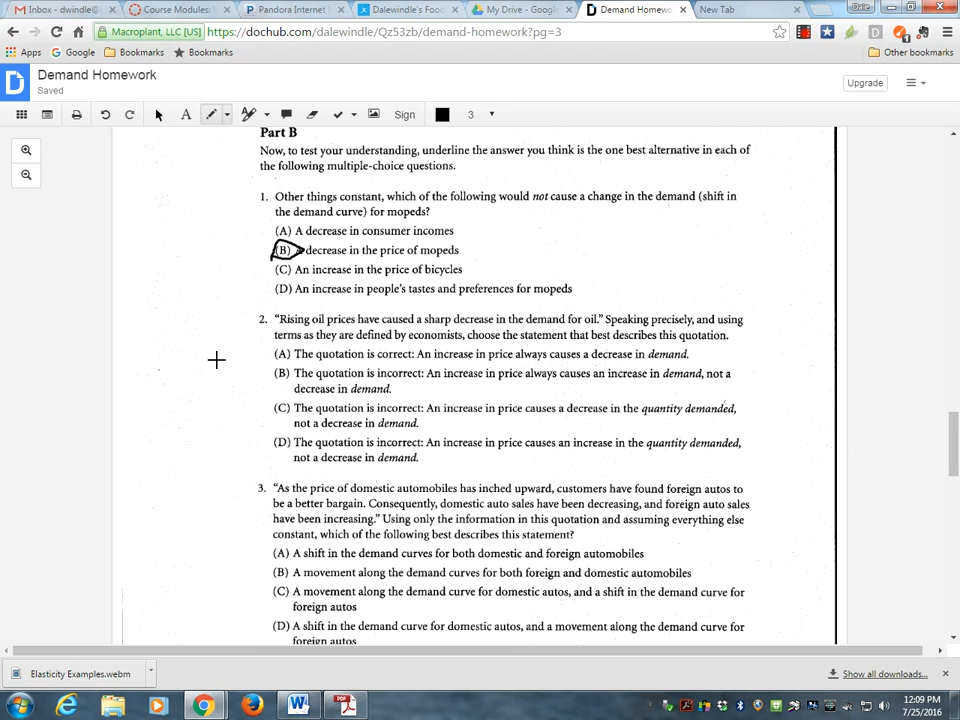 Inbox - dwindle@
Course Modules:
Pandora Internet
Dalewindle's Foo
My Drive - Google
Demand Homewo
New Tab
Dale
Macroplant, LLC [US]
https://dochub.com/dalewindle/Qz53zb/demand-homework?pg=3
Apps
Google
Bookmarks
Bookmarks
Other bookmarks
Demand Homework
Saved
Upgrade
Sign
3
Part B
Now, to test your understanding, underline the answer you think is the one best alternative in each of
the following multiple-choice questions.
1. Other things constant, which of the following would not cause a change in the demand (shift in
the demand curve) for mopeds?
(A) A decrease in consumer incomes
(B) A decrease in the price of mopeds
(C) An increase in the price of bicycles
(D) An increase in people's tastes and preferences for mopeds
2. "Rising oil prices have caused a sharp decrease in the demand for oil." Speaking precisely, and using
terms as they are defined by economists, choose the statement that best describes this quotation.
(A) The quotation is correct: An increase in price always causes a decrease in demand.
(B) The quotation is incorrect: An increase in price always causes an increase in demand, not a
decrease in demand.
(C) The quotation is incorrect: An increase in price causes a decrease in the quantity demanded,
not a decrease in demand.
(D) The quotation is incorrect: An increase in price causes an increase in the quantity demanded,
not a decrease in demand.
3. "As the price of domestic automobiles has inched upward, customers have found foreign autos to
be a better bargain. Consequently, domestic auto sales have been decreasing, and foreign auto sales
have been increasing." Using only the information in this quotation and assuming everything else
constant, which of the following best describes this statement?
(A) A shift in the demand curves for both domestic and foreign automobiles
(B) A movement along the demand curves for both foreign and domestic automobiles
(C) A movement along the demand curve for domestic autos, and a shift in the demand curve for
foreign autos
(D) A shift in the demand curve for domestic autos, and a movement along the demand curve for
foreign autos
Elasticity Examples.webm
Show all downloads...
12:09 PM
7/25/2016